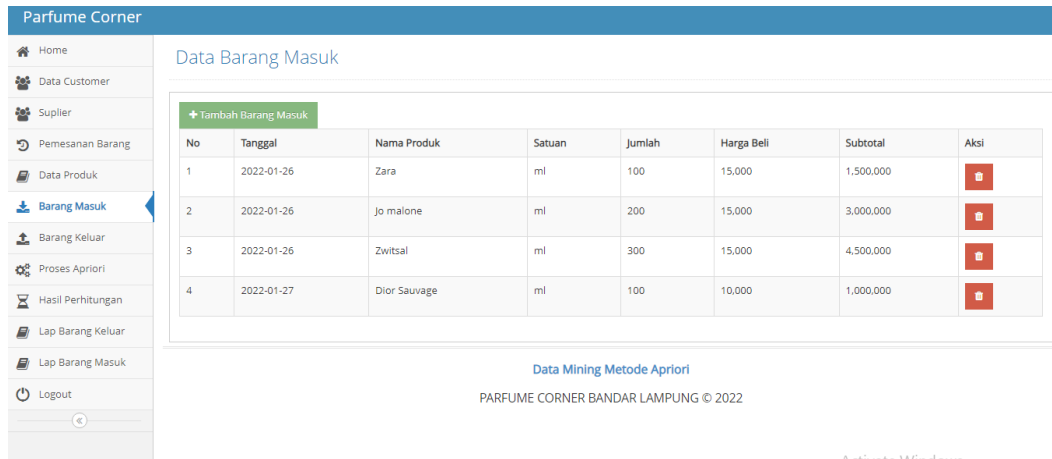 Parfume Corner
Home
Data Customer
Suplier
Pemesanan Barang
Data Produk
Barang Masuk
Barang Keluar
Proses Apriori
Hasil Perhitungan
Lap Barang Keluar
Lap Barang Masuk
Logout
Data Barang Masuk
Tambah Barang Masuk
No Tanggal Nama Produk Satuan Jumlah Harga Beli Subtotal Aksi
1 2022-01-26 Zara ml 100 15,000 1,500,000
2 2022-01-26 Jo malone ml 200 15,000 3,000,000
3 2022-01-26 Zwitsal ml 300 15,000 4,500,000
4 2022-01-27 Dior Sauvage ml 100 10,000 1,000,000
Data Mining Metode Apriori
PARFUME CORNER BANDAR LAMPUNG © 2022
Activate Windows